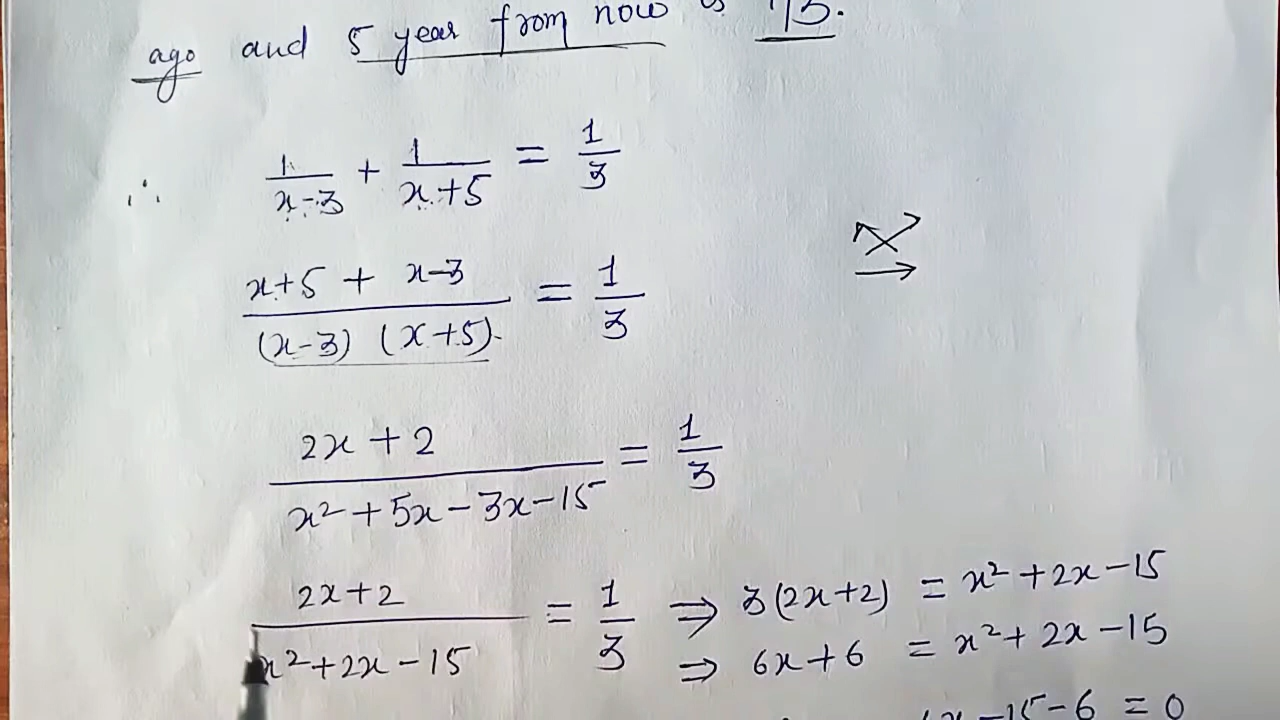 ago and 5 year from now is 1/3.
∴ 1/(x-3) + 1/(x+5) = 1/3
(x+5 + x-3)/((x-3) (x+5)) = 1/3
(2x + 2)/(x² + 5x - 3x - 15) = 1/3
(2x+2)/(x²+2x-15) = 1/3 ⇒ 3(2x+2) = x²+2x-15
⇒ 6x+6 = x²+2x-15
-15-6 = 0